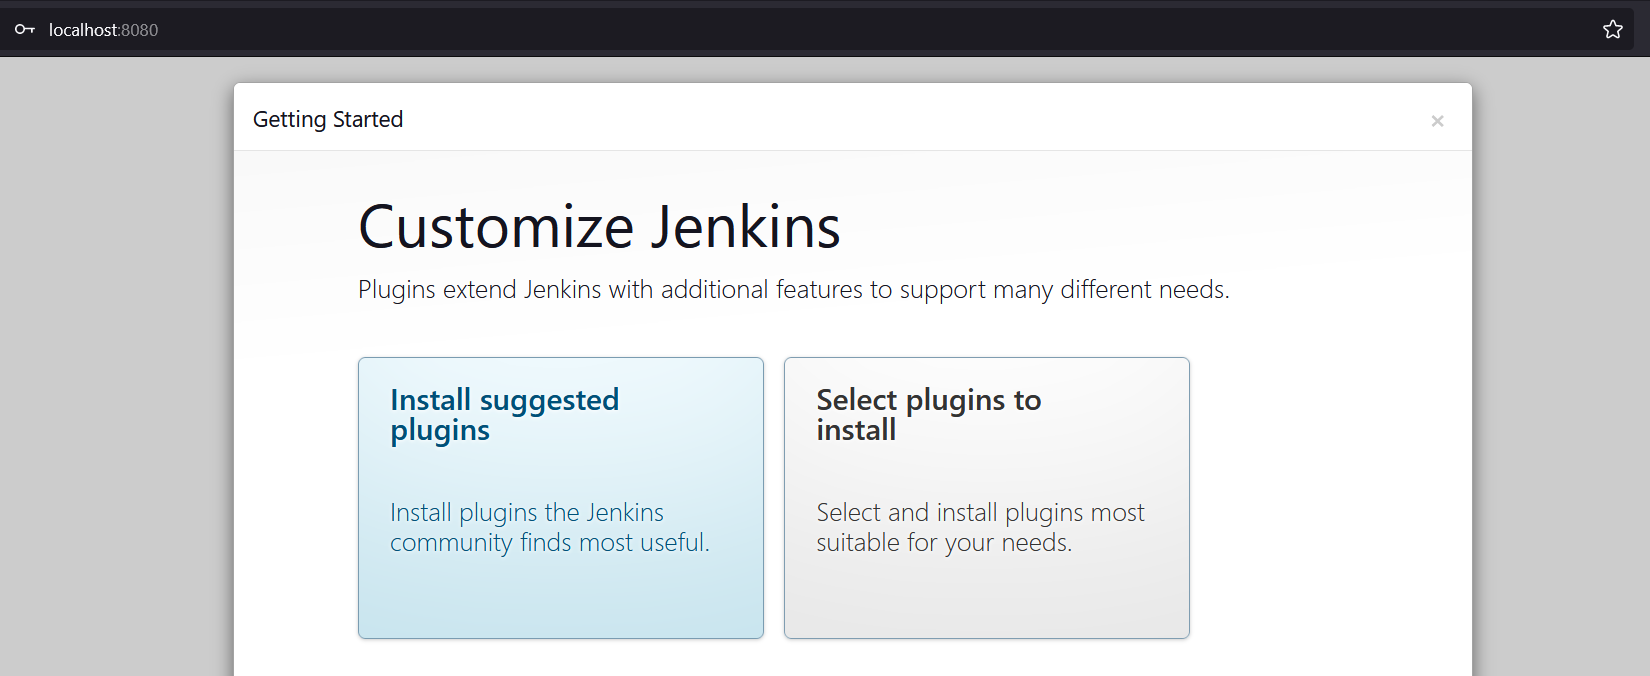 localhost:8080
Getting Started
×
Customize Jenkins
Plugins extend Jenkins with additional features to support many different needs.
Install suggested
plugins
Install plugins the Jenkins
community finds most useful.
Select plugins to
install
Select and install plugins most
suitable for your needs.